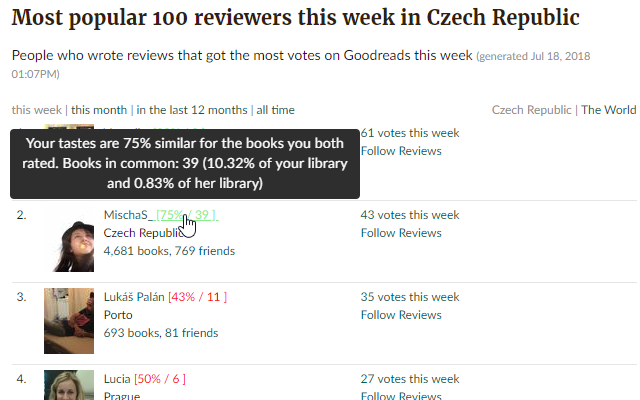 Most popular 100 reviewers this week in Czech Republic
People who wrote reviews that got the most votes on Goodreads this week (generated Jul 18, 2018
01:07PM)
this week | this month | in the last 12 months | all time
Czech Republic | The World
Your tastes are 75% similar for the books you both
rated. Books in common: 39 (10.32% of your library
and 0.83% of her library)
61 votes this week
Follow Reviews
2.
MischaS_ [75% / 39 ]
Czech Republic
4,681 books, 769 friends
43 votes this week
Follow Reviews
3.
Lukáš Palán [43% / 11 ]
Porto
693 books, 81 friends
35 votes this week
Follow Reviews
4.
Lucia [50% / 6 ]
Prague
27 votes this week
Follow Reviews